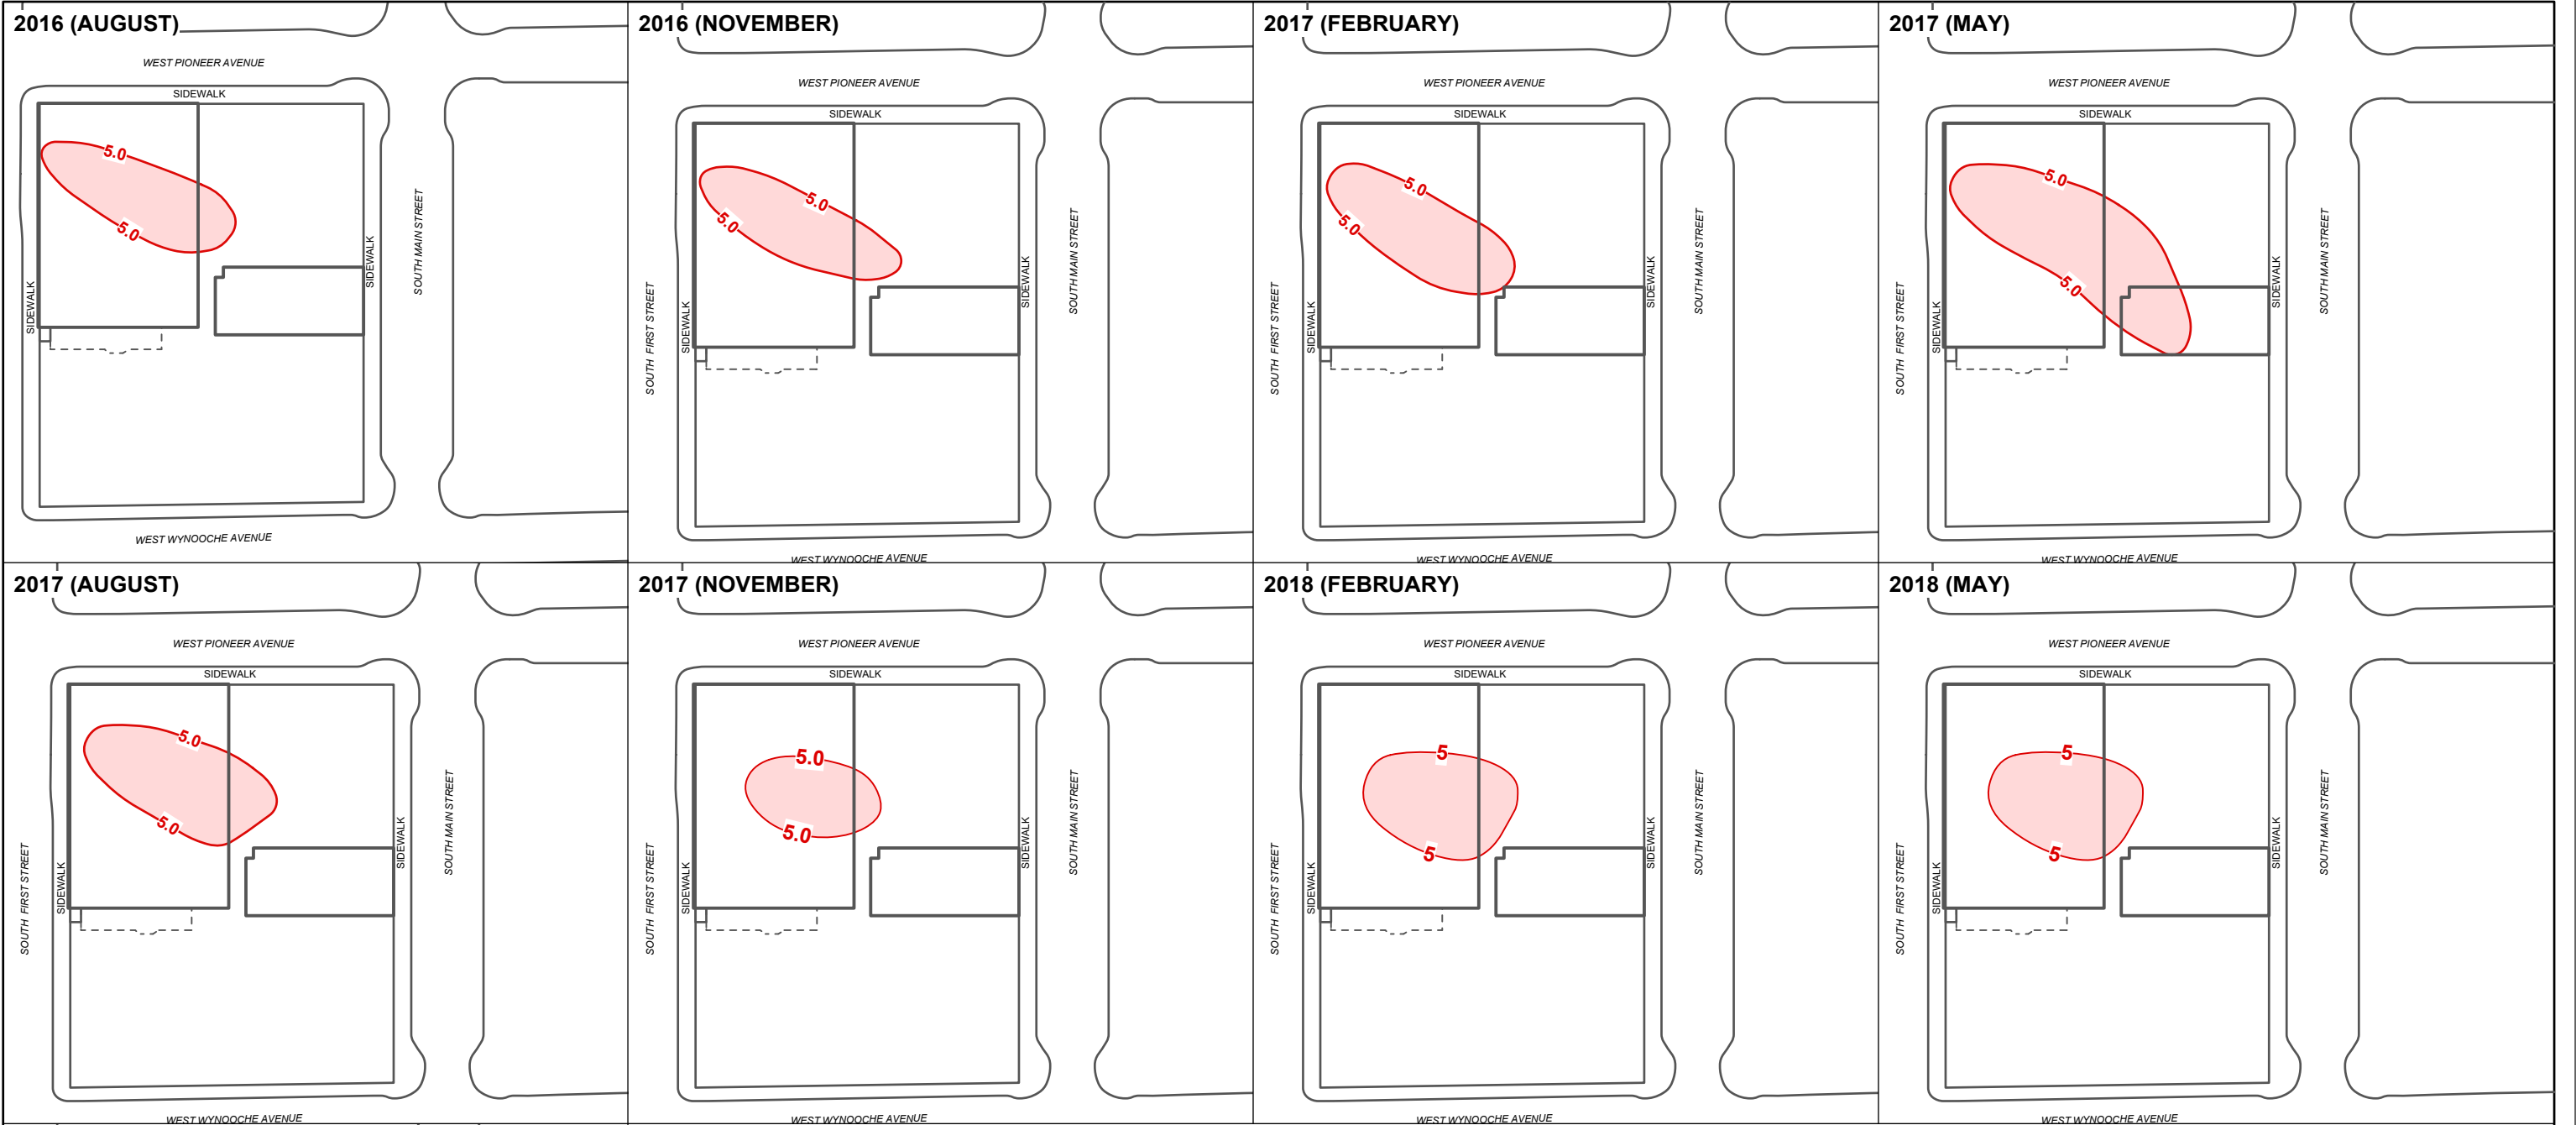 2016 (AUGUST)
WEST PIONEER AVENUE
SIDEWALK
5.0
5.0
SIDEWALK
SIDEWALK
SOUTH MAIN STREET
WEST WYNOOCHE AVENUE
2016 (NOVEMBER)
WEST PIONEER AVENUE
SIDEWALK
5.0
5.0
SOUTH FIRST STREET
SIDEWALK
SIDEWALK
SOUTH MAIN STREET
WEST WYNOOCHE AVENUE
2017 (FEBRUARY)
WEST PIONEER AVENUE
SIDEWALK
5.0
5.0
SOUTH FIRST STREET
SIDEWALK
SIDEWALK
SOUTH MAIN STREET
WEST WYNOOCHE AVENUE
2017 (MAY)
WEST PIONEER AVENUE
SIDEWALK
5.0
5.0
SOUTH FIRST STREET
SIDEWALK
SIDEWALK
SOUTH MAIN STREET
WEST WYNOOCHE AVENUE
2017 (AUGUST)
WEST PIONEER AVENUE
SIDEWALK
5.0
5.0
SOUTH FIRST STREET
SIDEWALK
SIDEWALK
SOUTH MAIN STREET
WEST WYNOOCHE AVENUE
2017 (NOVEMBER)
WEST PIONEER AVENUE
SIDEWALK
5.0
5.0
SOUTH FIRST STREET
SIDEWALK
SIDEWALK
SOUTH MAIN STREET
WEST WYNOOCHE AVENUE
2018 (FEBRUARY)
WEST PIONEER AVENUE
SIDEWALK
5
5
SOUTH FIRST STREET
SIDEWALK
SIDEWALK
SOUTH MAIN STREET
WEST WYNOOCHE AVENUE
2018 (MAY)
WEST PIONEER AVENUE
SIDEWALK
5
5
SOUTH FIRST STREET
SIDEWALK
SIDEWALK
SOUTH MAIN STREET
WEST WYNOOCHE AVENUE